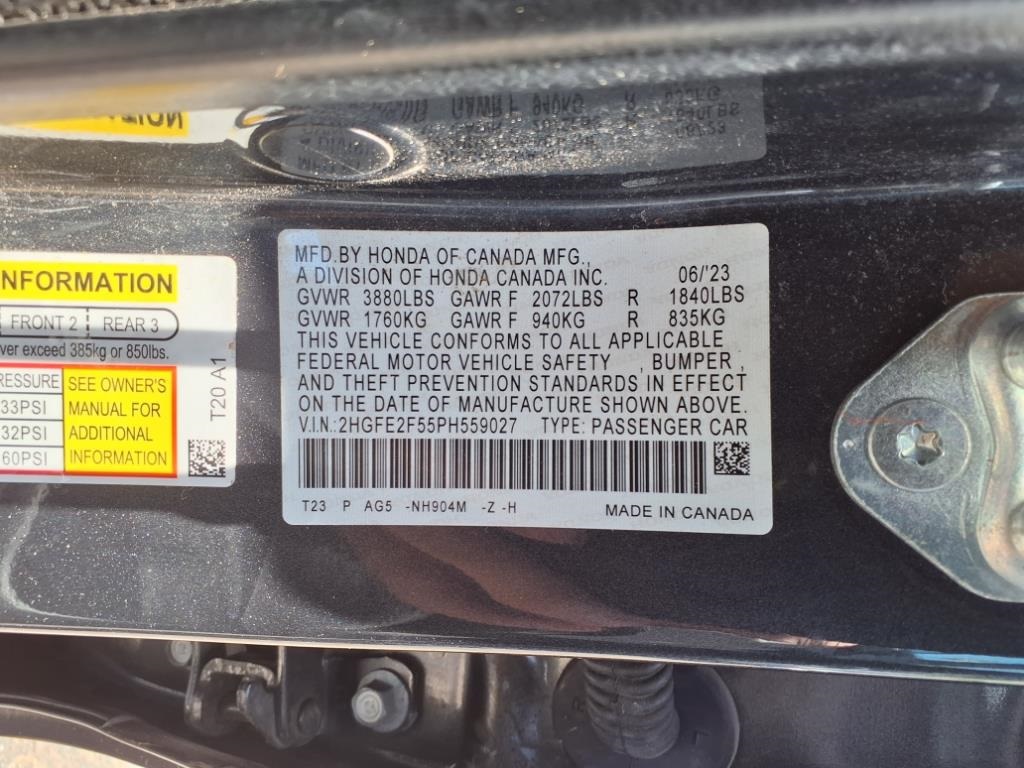 NFORMATION
FRONT 2 REAR 3
ver exceed 385kg or 850lbs.
RESSURE SEE OWNER'S
33PSI MANUAL FOR
32PSI ADDITIONAL
60PSI INFORMATION
T20 A1
MFD.BY HONDA OF CANADA MFG.,
A DIVISION OF HONDA CANADA INC. 06/'23
GVWR 3880LBS GAWR F 2072LBS R 1840LBS
GVWR 1760KG GAWR F 940KG R 835KG
THIS VEHICLE CONFORMS TO ALL APPLICABLE
FEDERAL MOTOR VEHICLE SAFETY , BUMPER ,
AND THEFT PREVENTION STANDARDS IN EFFECT
ON THE DATE OF MANUFACTURE SHOWN ABOVE.
V.I.N.:2HGFE2F55PH559027 TYPE: PASSENGER CAR
T23 P AG5 -NH904M -Z -H MADE IN CANADA